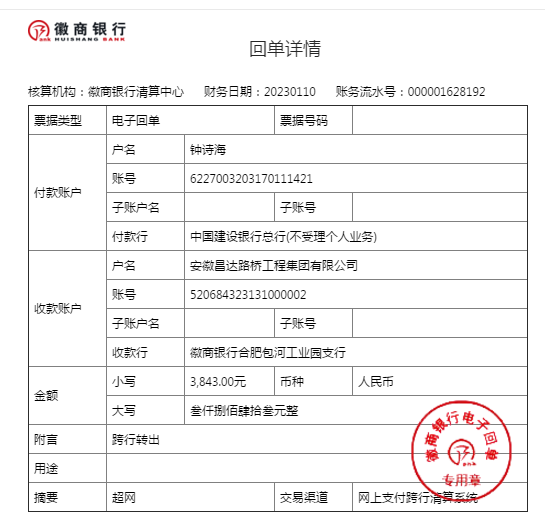 徽商银行
HUISHANG BANK
回单详情
核算机构：徽商银行清算中心 财务日期：20230110 账务流水号：000001628192
票据类型 电子回单 票据号码
付款账户
户名 钟诗海
账号 6227003203170111421
子账户名 子账号
付款行 中国建设银行总行(不受理个人业务)
收款账户
户名 安徽昌达路桥工程集团有限公司
账号 520684323131000002
子账户名 子账号
收款行 徽商银行合肥包河工业园支行
金额
小写 3,843.00元 币种 人民币
大写 叁仟捌佰肆拾叁元整
附言 跨行转出
用途
摘要 超网 交易渠道 网上支付跨行清算系统
徽商银行电子回单
专用章